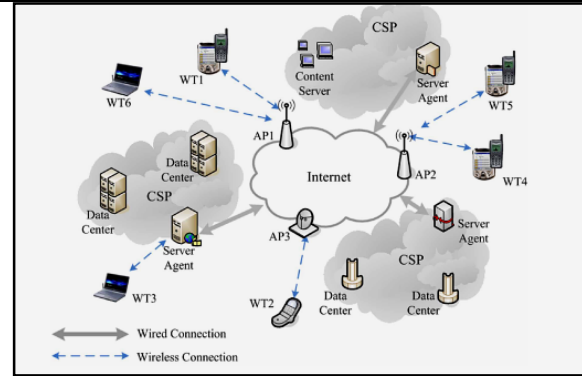 CSP
Content
Server
Server
Agent
WT1
WT6
WT5
WT4
AP1
AP2
Internet
Data
Center
CSP
Data
Center
Server
Agent
AP3
Server
Agent
CSP
Data
Center
Data
Center
WT3
WT2
Wired Connection
Wireless Connection